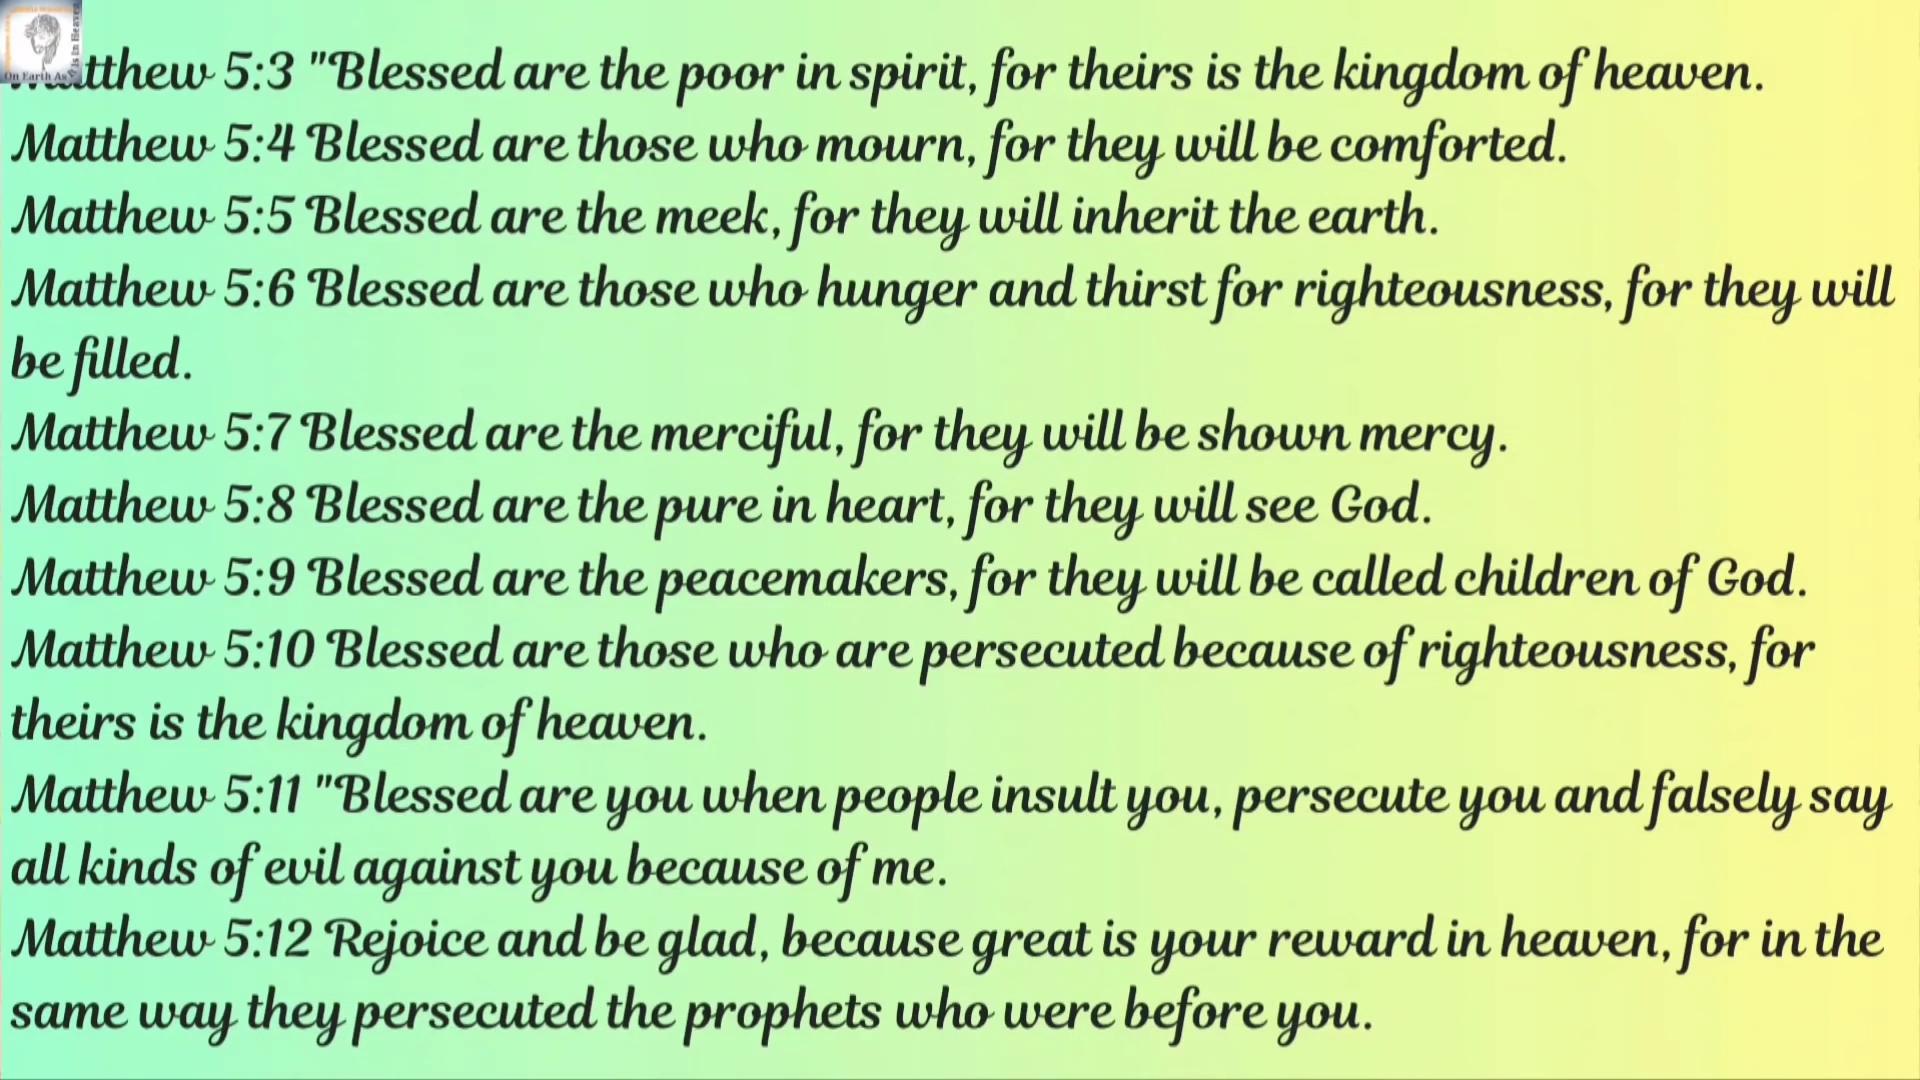 On Earth As
It Is In Heaven
Matthew 5:3 "Blessed are the poor in spirit, for theirs is the kingdom of heaven.
Matthew 5:4 Blessed are those who mourn, for they will be comforted.
Matthew 5:5 Blessed are the meek, for they will inherit the earth.
Matthew 5:6 Blessed are those who hunger and thirst for righteousness, for they will
be filled.
Matthew 5:7 Blessed are the merciful, for they will be shown mercy.
Matthew 5:8 Blessed are the pure in heart, for they will see God.
Matthew 5:9 Blessed are the peacemakers, for they will be called children of God.
Matthew 5:10 Blessed are those who are persecuted because of righteousness, for
theirs is the kingdom of heaven.
Matthew 5:11 "Blessed are you when people insult you, persecute you and falsely say
all kinds of evil against you because of me.
Matthew 5:12 Rejoice and be glad, because great is your reward in heaven, for in the
same way they persecuted the prophets who were before you.